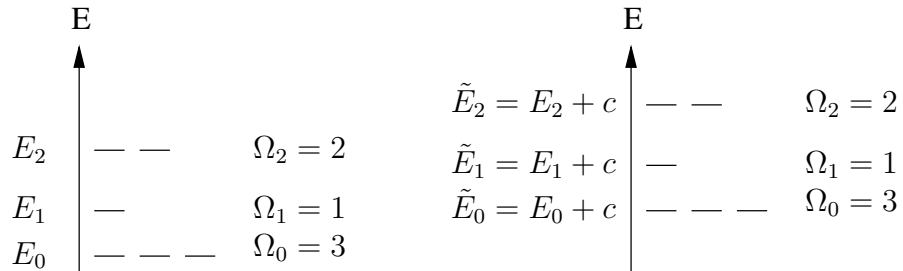 E
E₂ Ω₂ = 2
E₁ Ω₁ = 1
E₀ Ω₀ = 3
E
Ẽ₂ = E₂ + c Ω₂ = 2
Ẽ₁ = E₁ + c Ω₁ = 1
Ẽ₀ = E₀ + c Ω₀ = 3